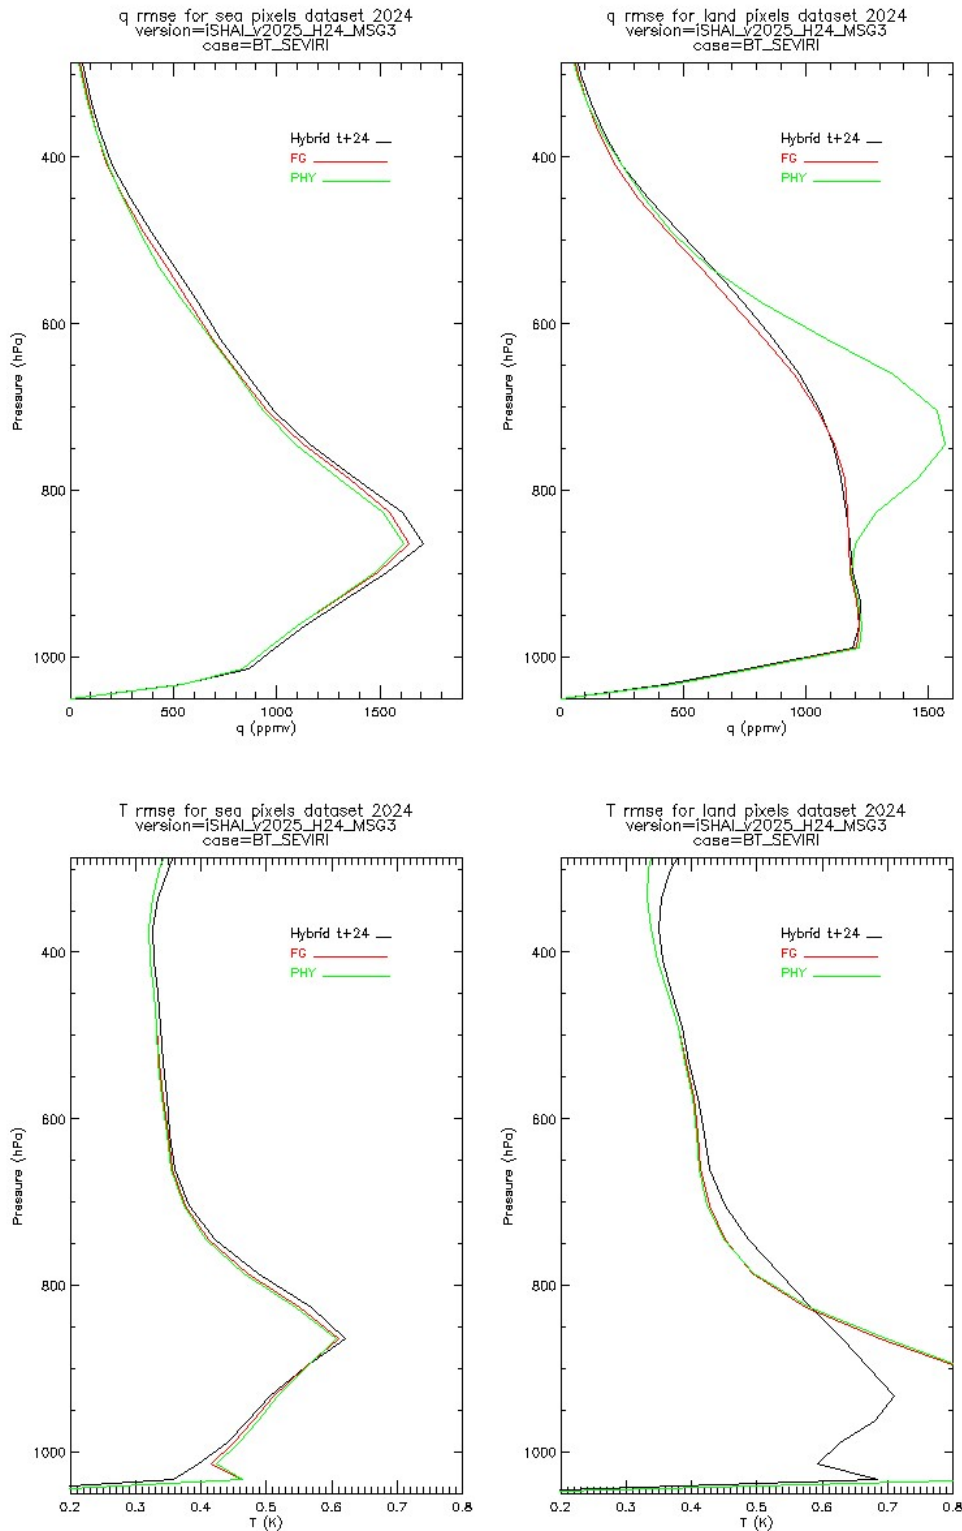 q rmse for sea pixels dataset 2024
version=iSHAI_v2025_H24_MSG3
case=BT_SEVIRI
Hybrid t+24
FG
PHY
400
600
800
1000
Pressure (hPa)
0 500 1000 1500
q (ppmv)
q rmse for land pixels dataset 2024
version=iSHAI_v2025_H24_MSG3
case=BT_SEVIRI
Hybrid t+24
FG
PHY
400
600
800
1000
Pressure (hPa)
0 500 1000 1500
q (ppmv)
T rmse for sea pixels dataset 2024
version=iSHAI_v2025_H24_MSG3
case=BT_SEVIRI
Hybrid t+24
FG
PHY
400
600
800
1000
Pressure (hPa)
0.2 0.3 0.4 0.5 0.6 0.7 0.8
T (K)
T rmse for land pixels dataset 2024
version=iSHAI_v2025_H24_MSG3
case=BT_SEVIRI
Hybrid t+24
FG
PHY
400
600
800
1000
Pressure (hPa)
0.2 0.3 0.4 0.5 0.6 0.7 0.8
T (K)